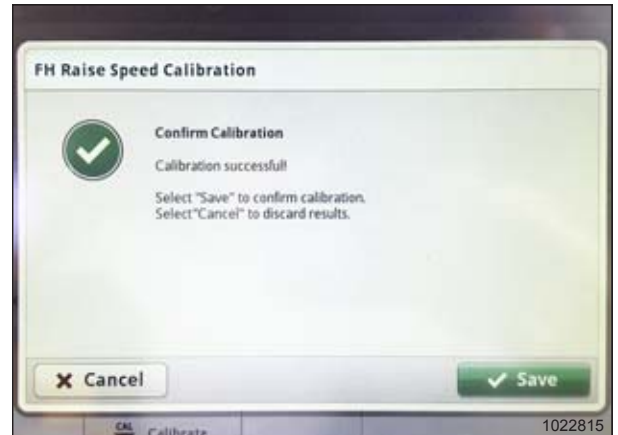 FH Raise Speed Calibration
Confirm Calibration
Calibration successful!
Select "Save" to confirm calibration.
Select "Cancel" to discard results.
Cancel
Save
CAL Calibrate
1022815